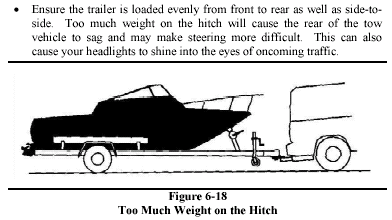 • Ensure the trailer is loaded evenly from front to rear as well as side-to-
side. Too much weight on the hitch will cause the rear of the tow
vehicle to sag and may make steering more difficult. This can also
cause your headlights to shine into the eyes of oncoming traffic.
Figure 6-18
Too Much Weight on the Hitch